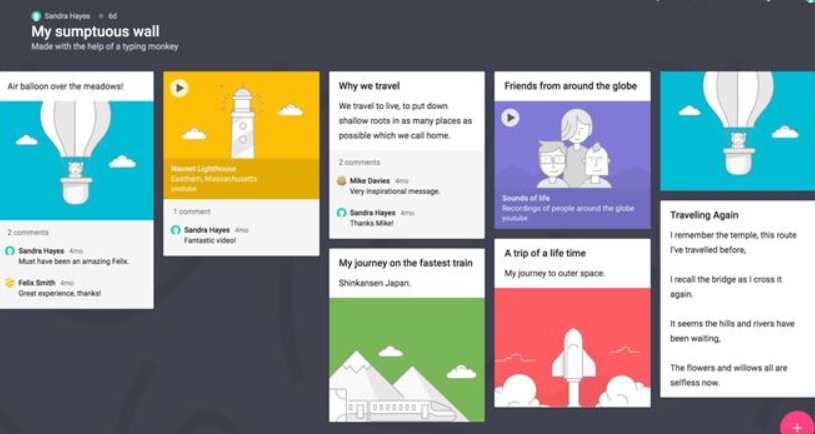 Sandra Hayes 6d
My sumptuous wall
Made with the help of a typing monkey
Air balloon over the meadows!
2 comments
Sandra Hayes 4mo
Must have been an amazing Felix.
Felix Smith 4mo
Great experience, thanks!
Nauset Lighthouse
Eastham, Massachusetts
youtube
1 comment
Sandra Hayes 4mo
Fantastic video!
Why we travel
We travel to live, to put down
shallow roots in as many places as
possible which we call home.
2 comments
Mike Davies 4mo
Very inspirational message.
Sandra Hayes 4mo
Thanks Mike!
My journey on the fastest train
Shinkansen Japan.
Friends from around the globe
Sounds of life
Recordings of people around the globe
youtube
A trip of a life time
My journey to outer space.
Traveling Again
I remember the temple, this route
I've travelled before,
I recall the bridge as I cross it
again.
It seems the hills and rivers have
been waiting,
The flowers and willows all are
selfless now.